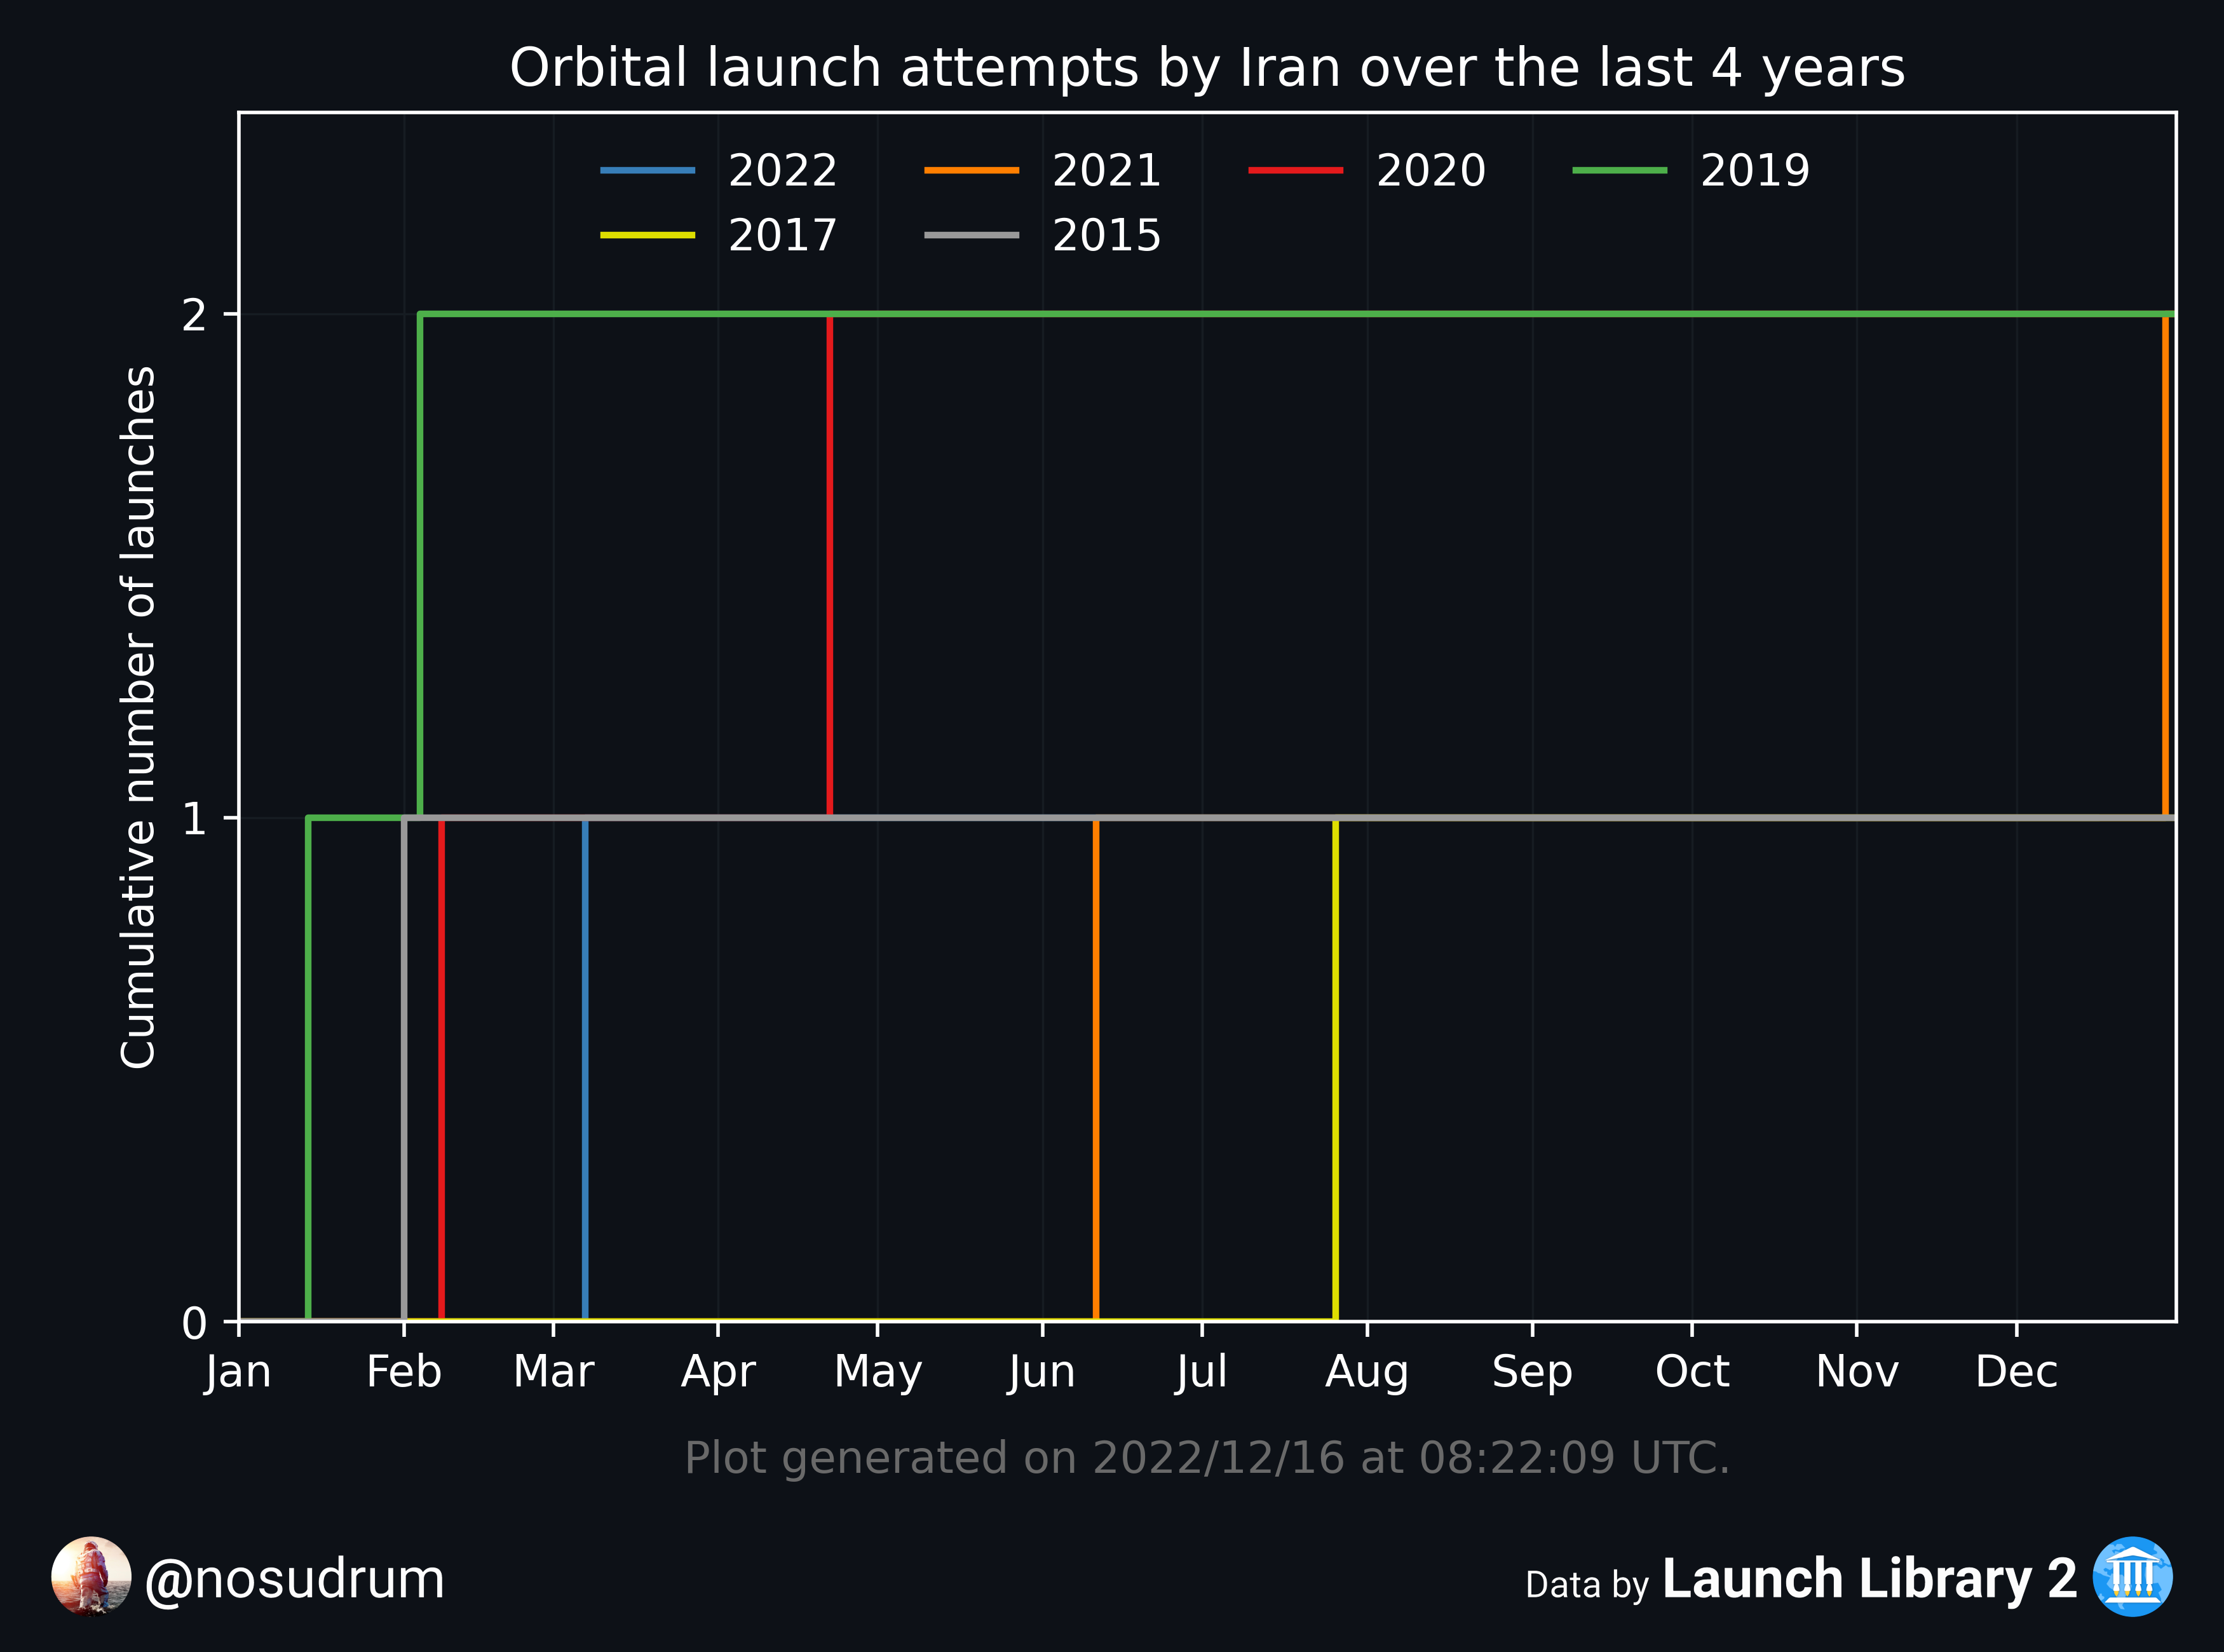 Orbital launch attempts by Iran over the last 4 years
2022 2021 2020 2019
2017 2015
Cumulative number of launches
2
1
0
Jan Feb Mar Apr May Jun Jul Aug Sep Oct Nov Dec
Plot generated on 2022/12/16 at 08:22:09 UTC.
@nosudrum
Data by Launch Library 2